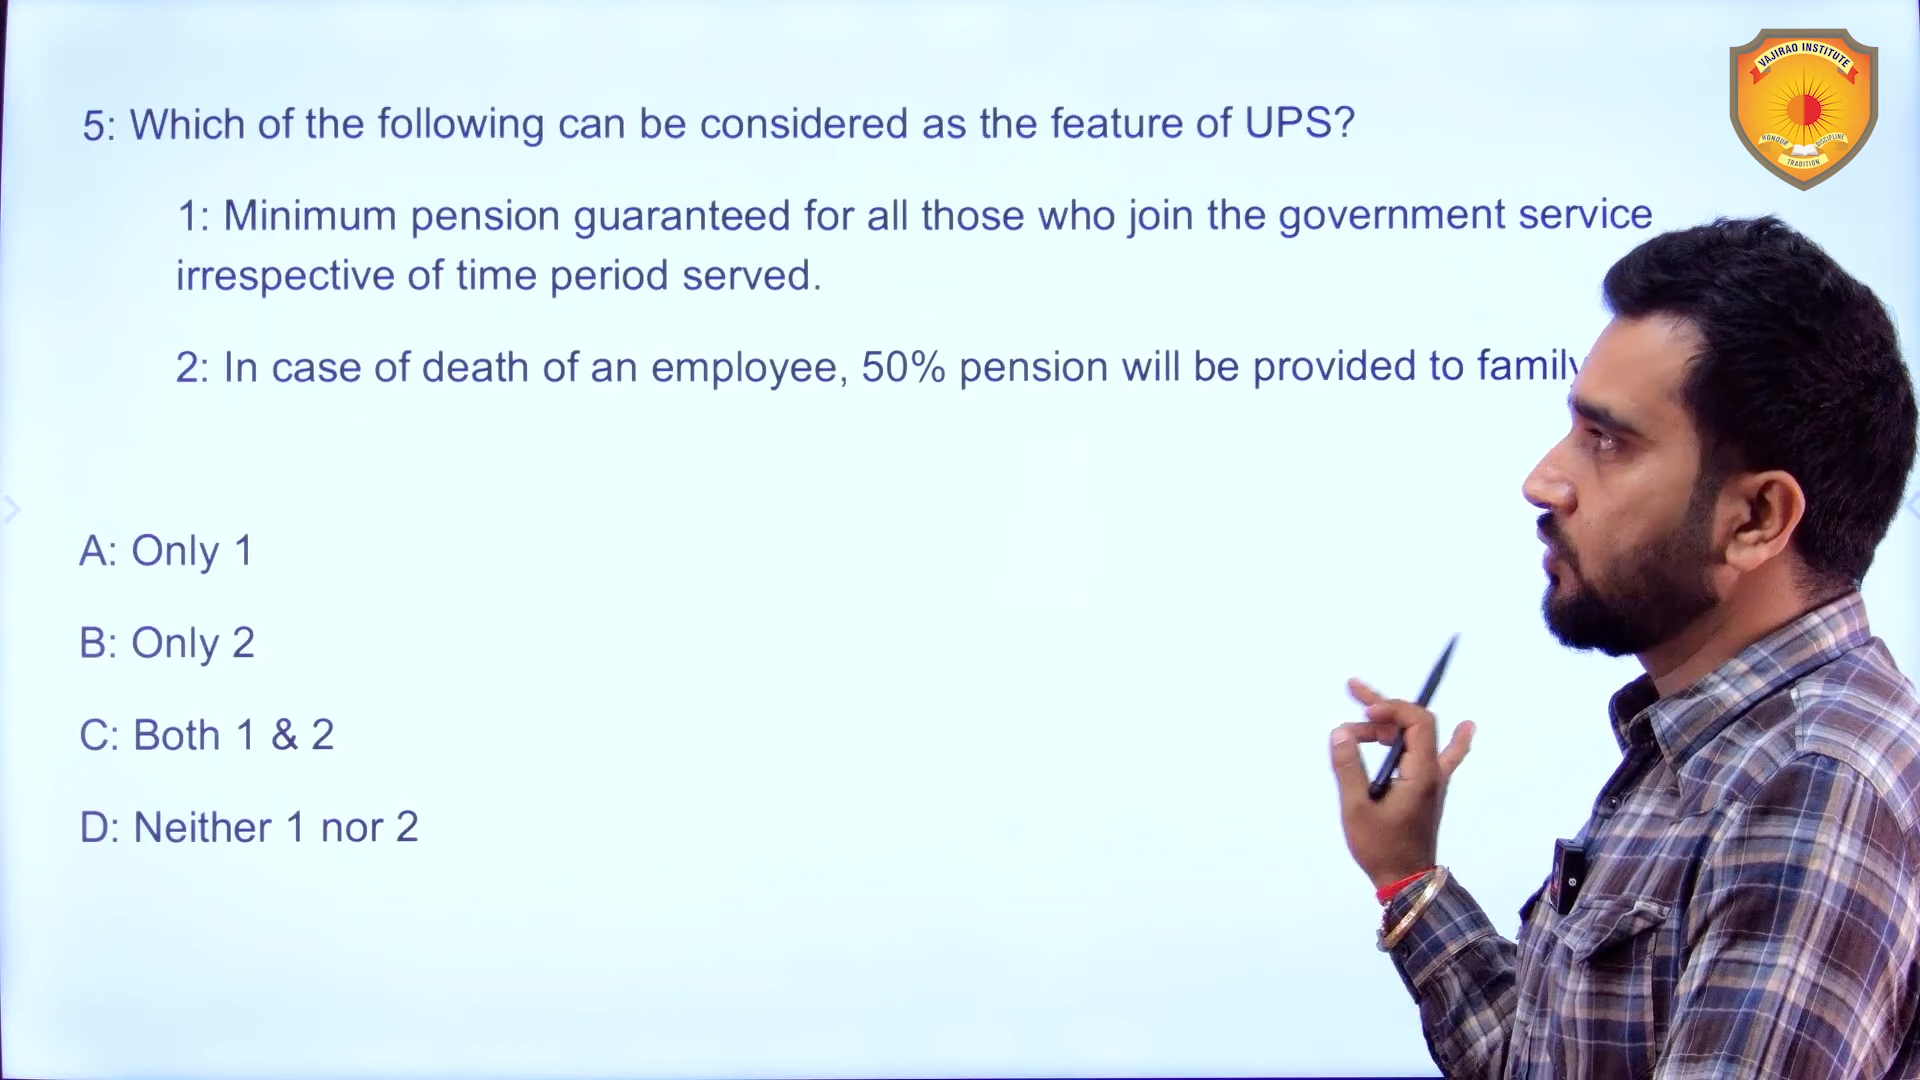 VAJIRAO INSTITUTE
HONOUR
DISCIPLINE
TRADITION
5: Which of the following can be considered as the feature of UPS?
1: Minimum pension guaranteed for all those who join the government service
irrespective of time period served.
2: In case of death of an employee, 50% pension will be provided to family
A: Only 1
B: Only 2
C: Both 1 & 2
D: Neither 1 nor 2